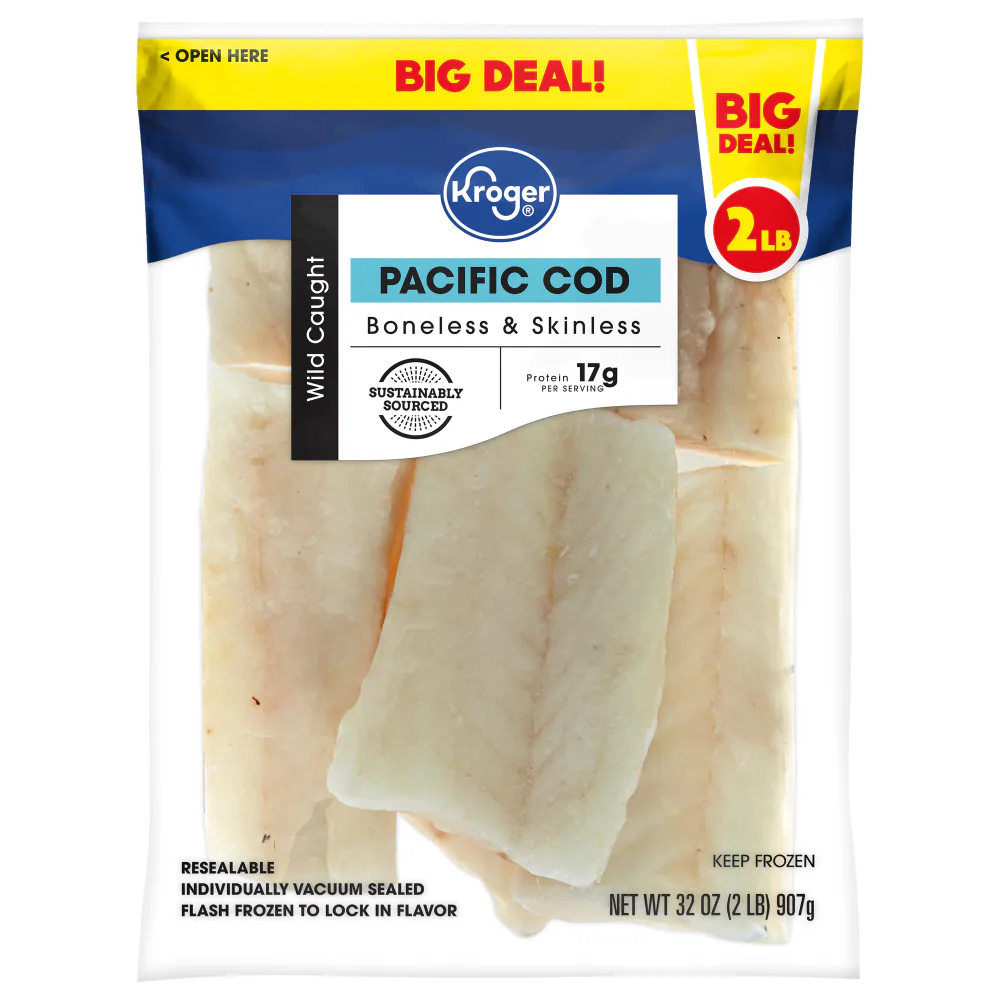 < OPEN HERE
BIG DEAL!
BIG
DEAL!
2 LB
Kroger®
Wild Caught
PACIFIC COD
Boneless & Skinless
SUSTAINABLY
SOURCED
Protein 17g
PER SERVING
RESEALABLE
INDIVIDUALLY VACUUM SEALED
FLASH FROZEN TO LOCK IN FLAVOR
KEEP FROZEN
NET WT 32 OZ (2 LB) 907g